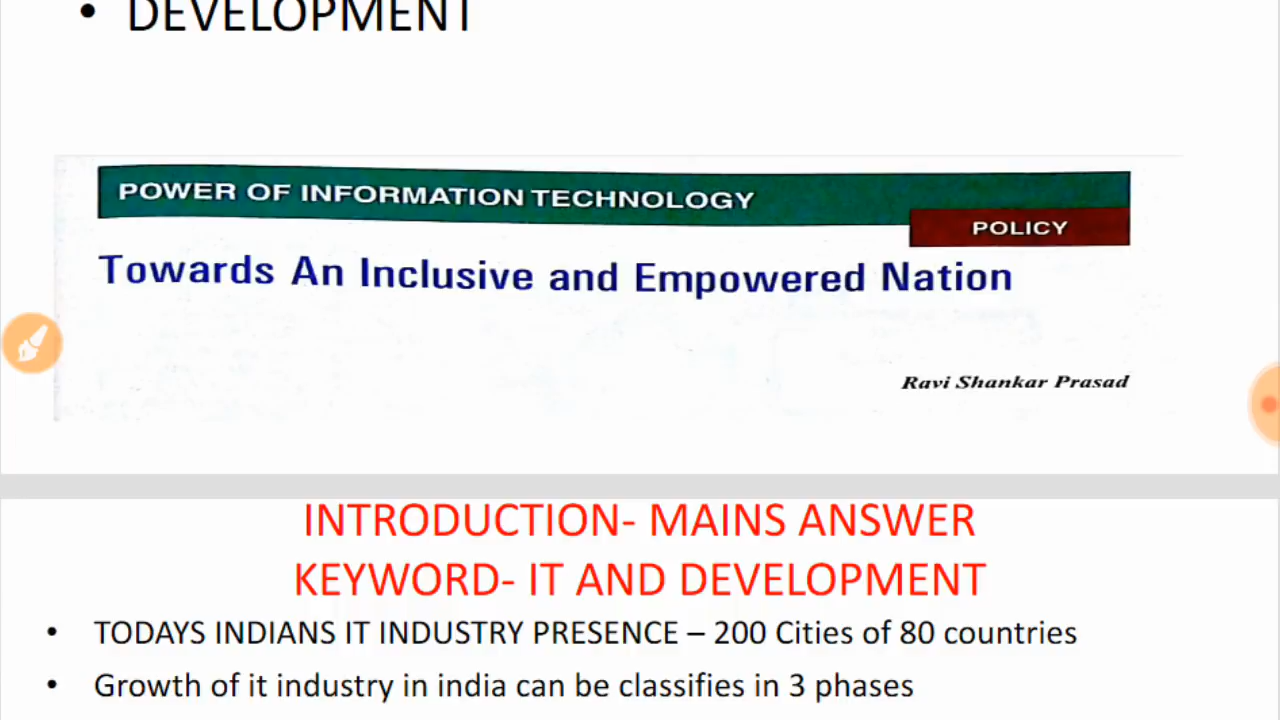 • DEVELOPMENT
POWER OF INFORMATION TECHNOLOGY
POLICY
Towards An Inclusive and Empowered Nation
Ravi Shankar Prasad
INTRODUCTION- MAINS ANSWER
KEYWORD- IT AND DEVELOPMENT
• TODAYS INDIANS IT INDUSTRY PRESENCE – 200 Cities of 80 countries
• Growth of it industry in india can be classifies in 3 phases